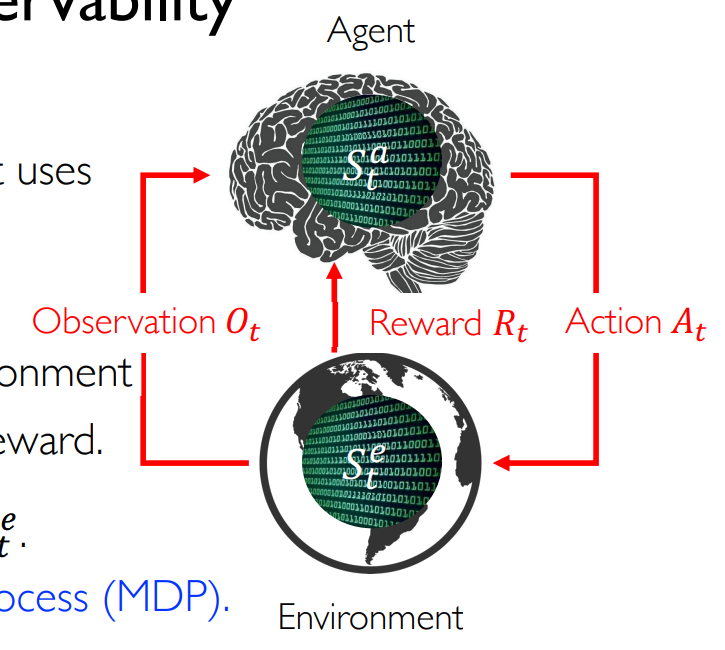 ervability
Agent
t uses
S_t^a
Observation O_t
Reward R_t
Action A_t
onment
eward.
S_t^e
e
t .
ocess (MDP).
Environment